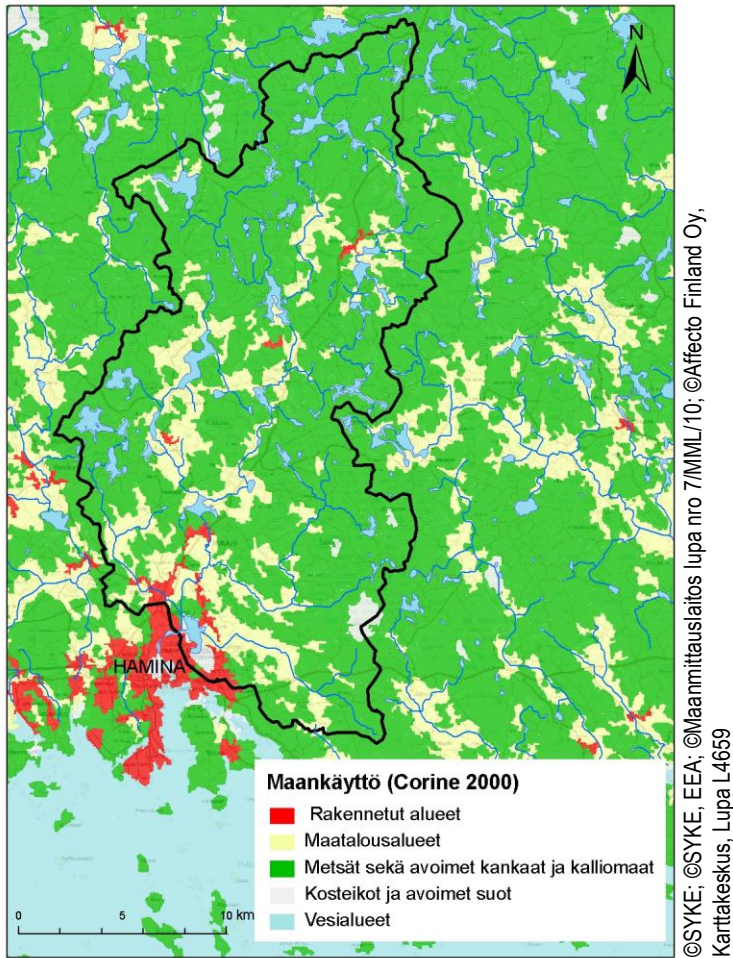 N
HAMINA
Maankäyttö (Corine 2000)
Rakennetut alueet
Maatalousalueet
Metsät sekä avoimet kankaat ja kalliomaat
Kosteikot ja avoimet suot
Vesialueet
0 5 10 km
©SYKE; ©SYKE, EEA; ©Maanmittauslaitos lupa nro 7/MML/10; ©Affecto Finland Oy,
Karttakeskus, Lupa L4659